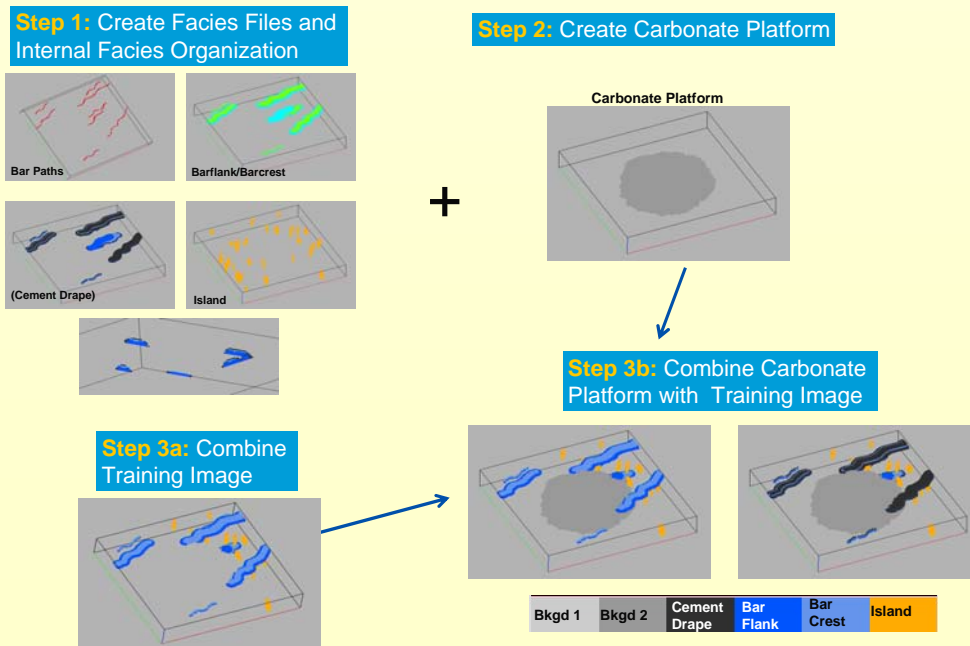 Step 1: Create Facies Files and
Internal Facies Organization
Bar Paths
Barflank/Barcrest
(Cement Drape)
Island
Step 2: Create Carbonate Platform
Carbonate Platform
+
Step 3a: Combine
Training Image
Step 3b: Combine Carbonate
Platform with Training Image
Bkgd 1
Bkgd 2
Cement
Drape
Bar
Flank
Bar
Crest
Island